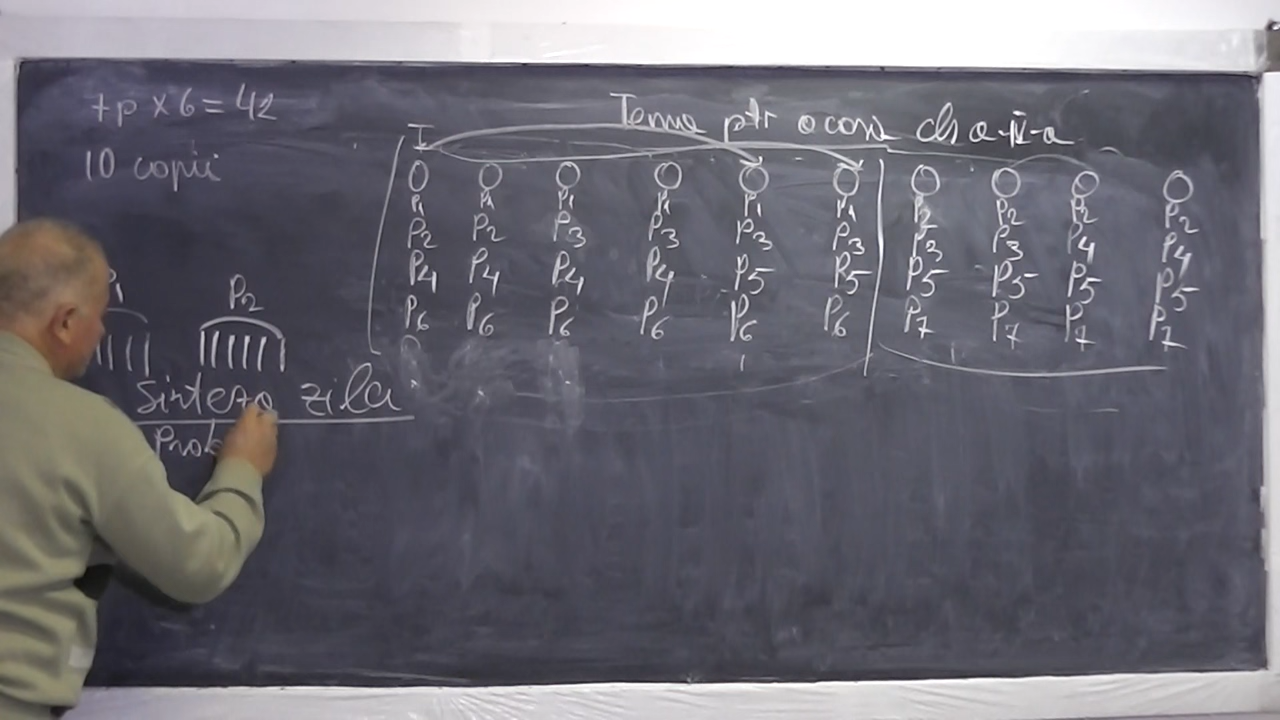 7p x 6 = 42
10 copii
Tema ptr acasă cls a-II-a
I
P1 P1 P1 P1 P1 P1 P2 P2 P2 P2
P2 P2 P3 P3 P3 P3 P3 P3 P4 P4
P4 P4 P4 P4 P5 P5 P5 P5 P5 P5
P6 P6 P6 P6 P6 P6 P7 P7 P7 P7
P1 P2
Sinteza zilei
Prob